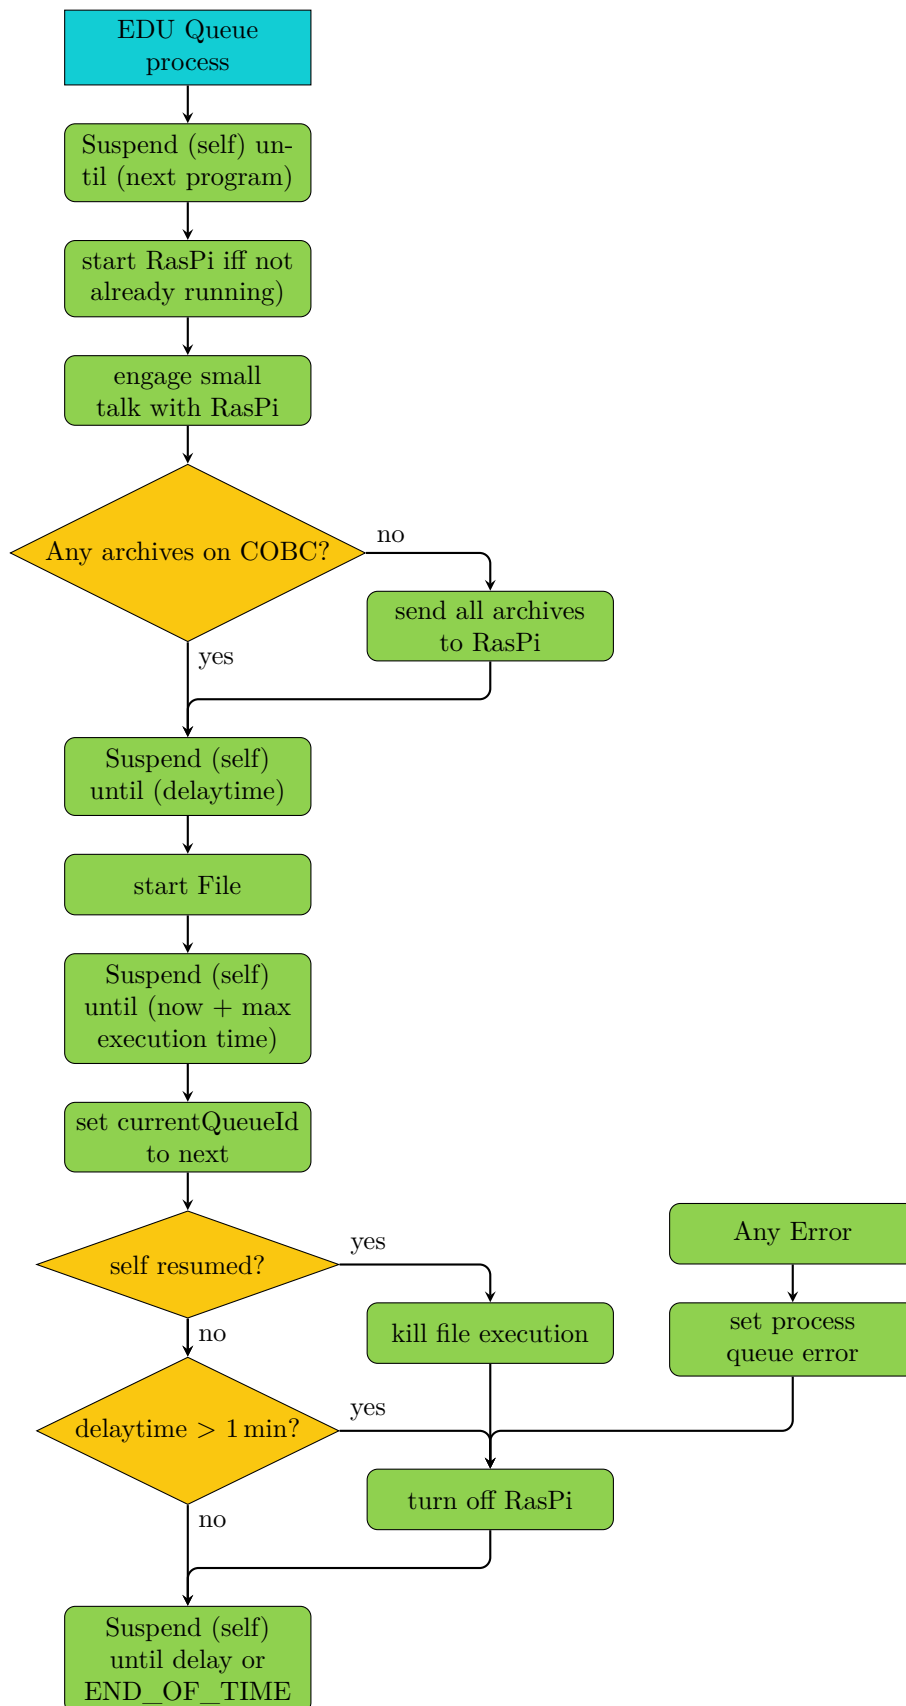 EDU Queue
process
Suspend (self) un-
til (next program)
start RasPi iff not
already running)
engage small
talk with RasPi
Any archives on COBC?
no
send all archives
to RasPi
yes
Suspend (self)
until (delaytime)
start File
Suspend (self)
until (now + max
execution time)
set currentQueueId
to next
self resumed?
yes
Any Error
kill file execution
set process
queue error
no
delaytime > 1 min?
yes
turn off RasPi
no
Suspend (self)
until delay or
END_OF_TIME